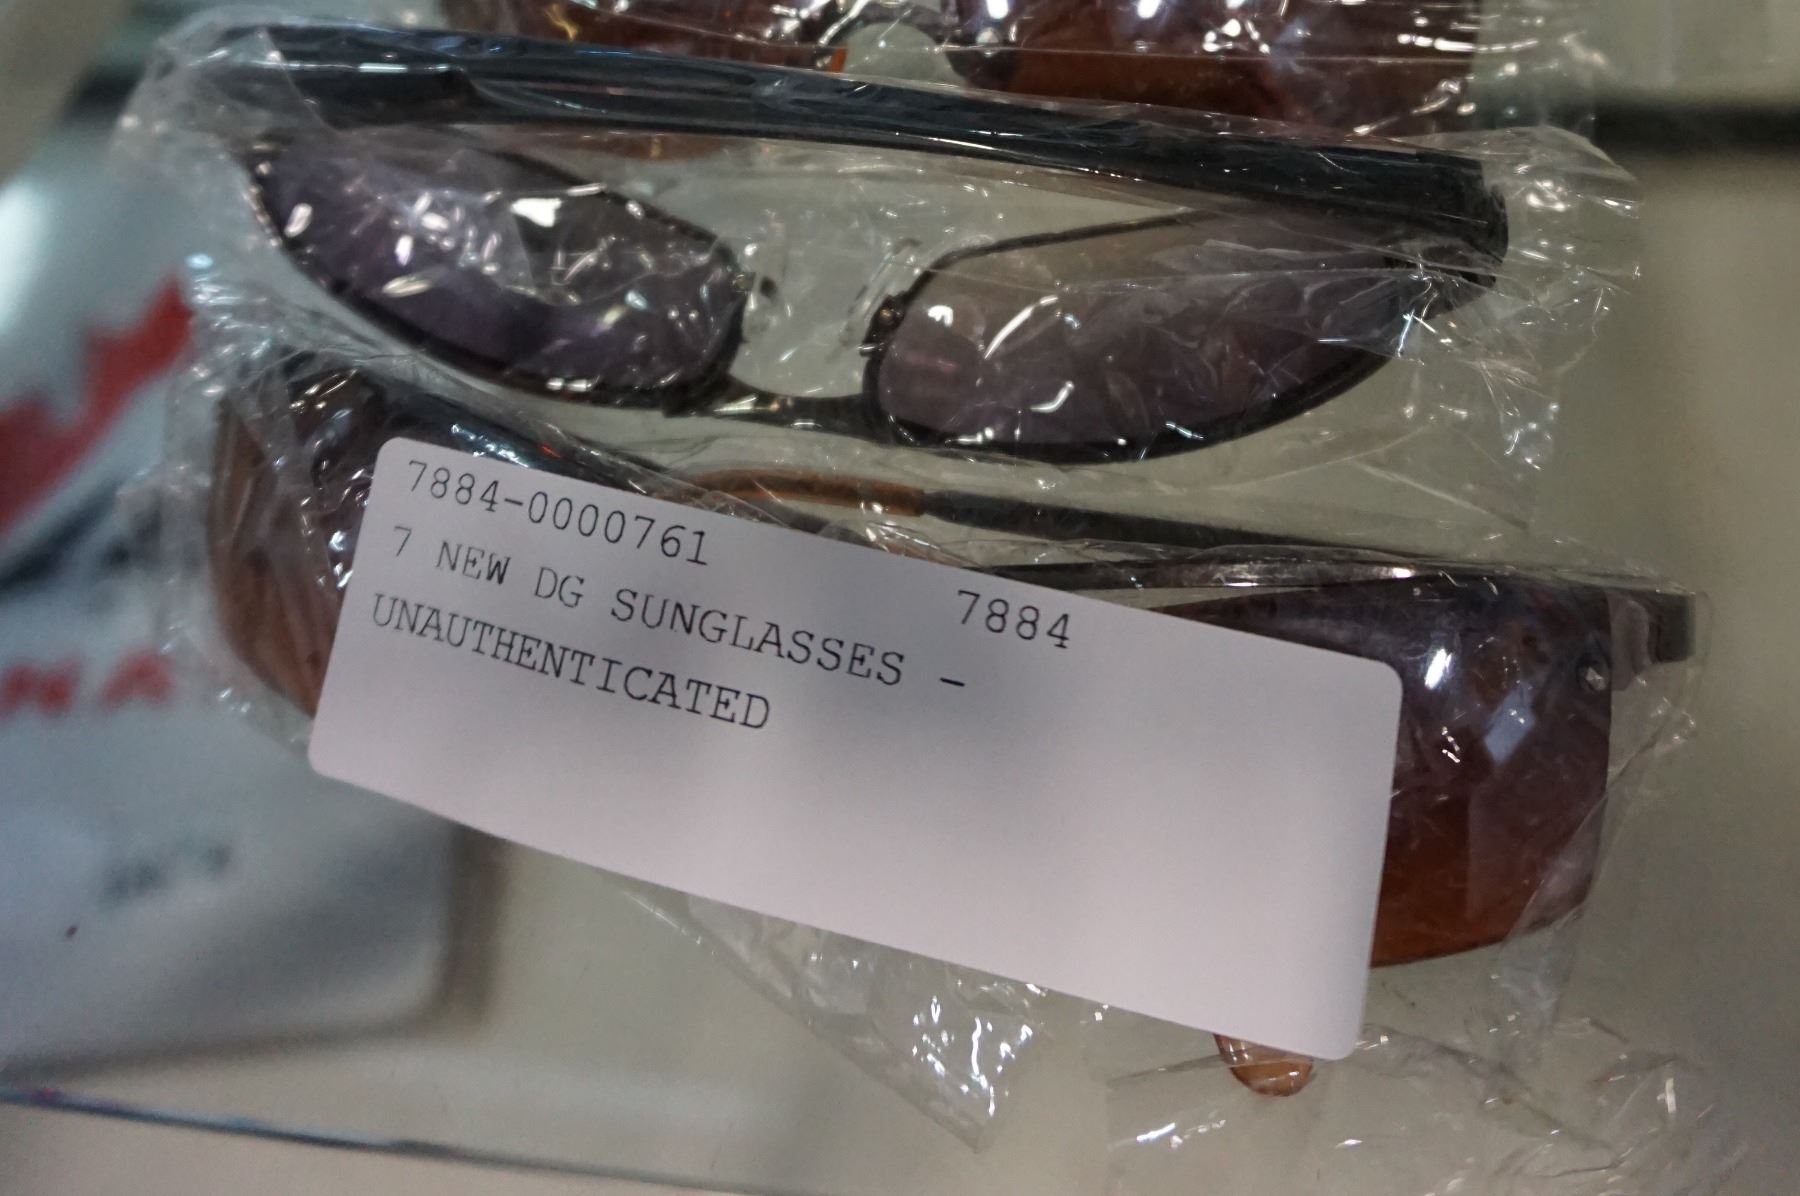 7884-0000761
7884
7 NEW DG SUNGLASSES -
UNAUTHENTICATED